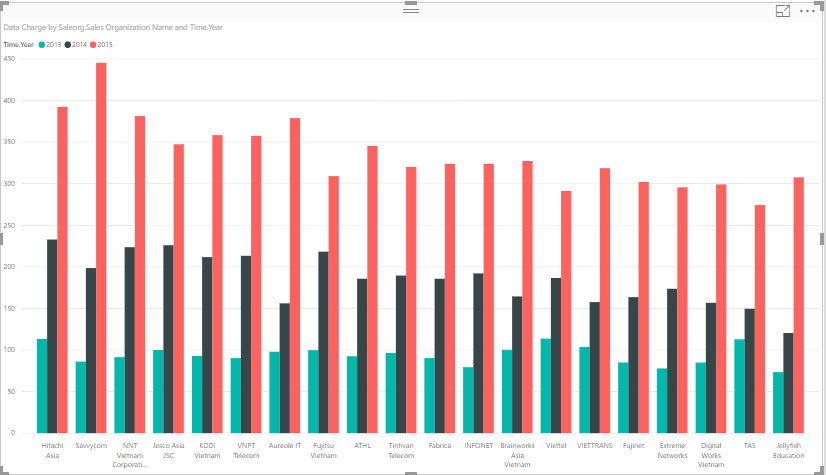 Data Charge by Saleorg.Sales Organization Name and Time.Year
Time.Year 2013 2014 2015
450
400
350
300
250
200
150
100
50
0
Hitachi Asia
Savvycom
NNT Vietnam Corporati...
Jesco Asia JSC
KDDI Vietnam
VNPT Telecom
Aureole IT
Fujitsu Vietnam
ATHL
Tinhvan Telecom
Fabrica
INFONET
Brainworks Asia Vietnam
Viettel
VIETTRANS
Fujinet
Extreme Networks
Digital Works Vietnam
TAS
Jellyfish Education